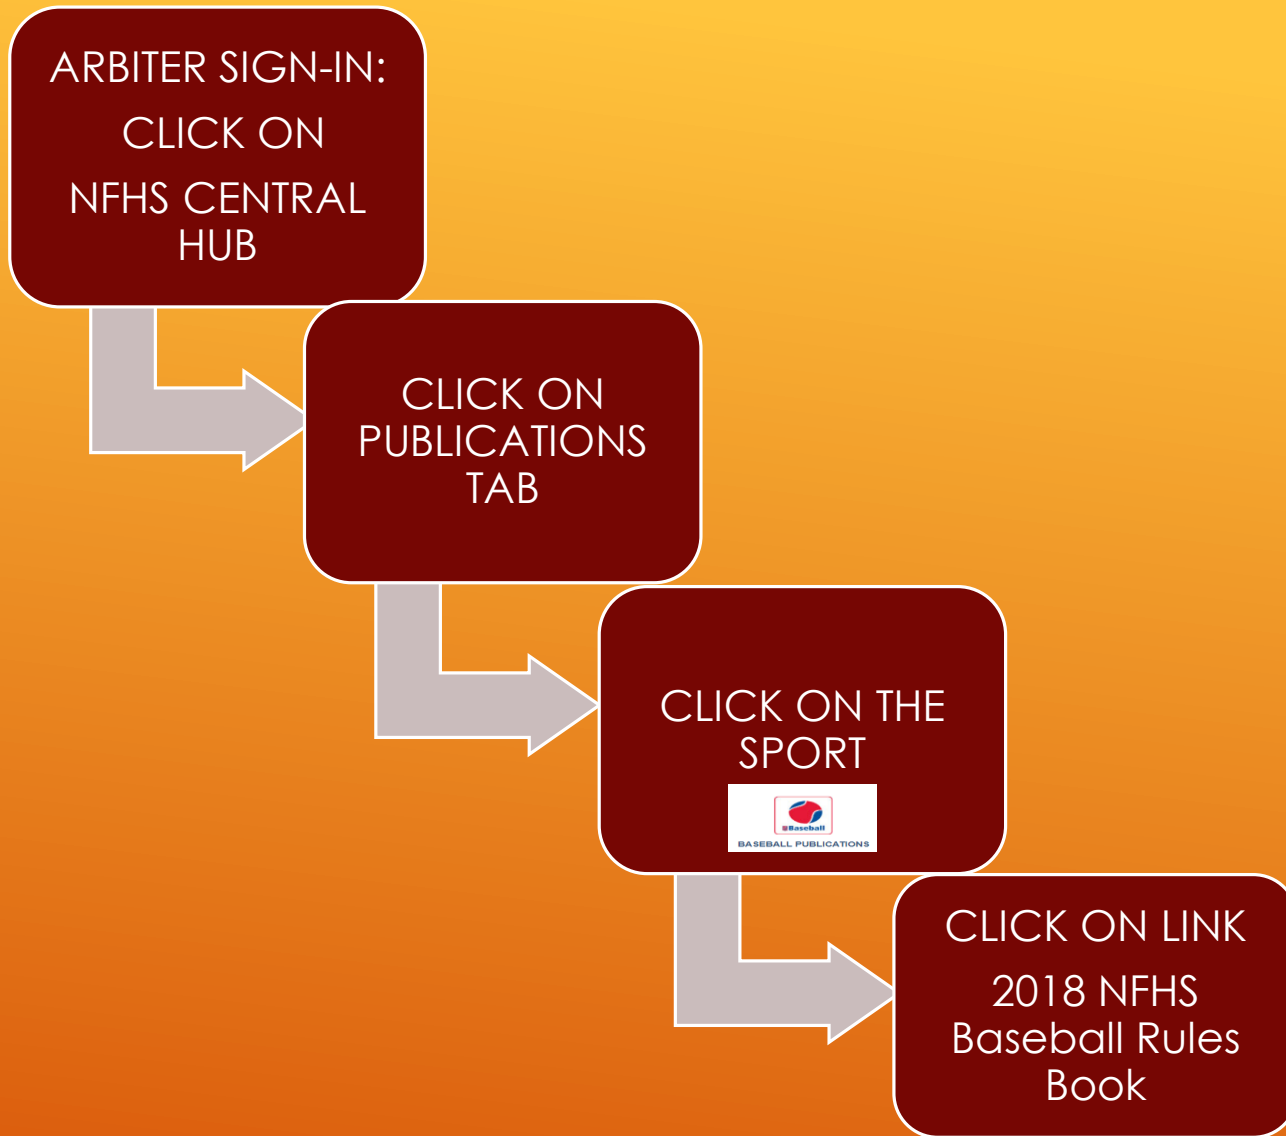 ARBITER SIGN-IN:
CLICK ON
NFHS CENTRAL
HUB
CLICK ON
PUBLICATIONS
TAB
CLICK ON THE
SPORT
Baseball
BASEBALL PUBLICATIONS
CLICK ON LINK
2018 NFHS
Baseball Rules
Book